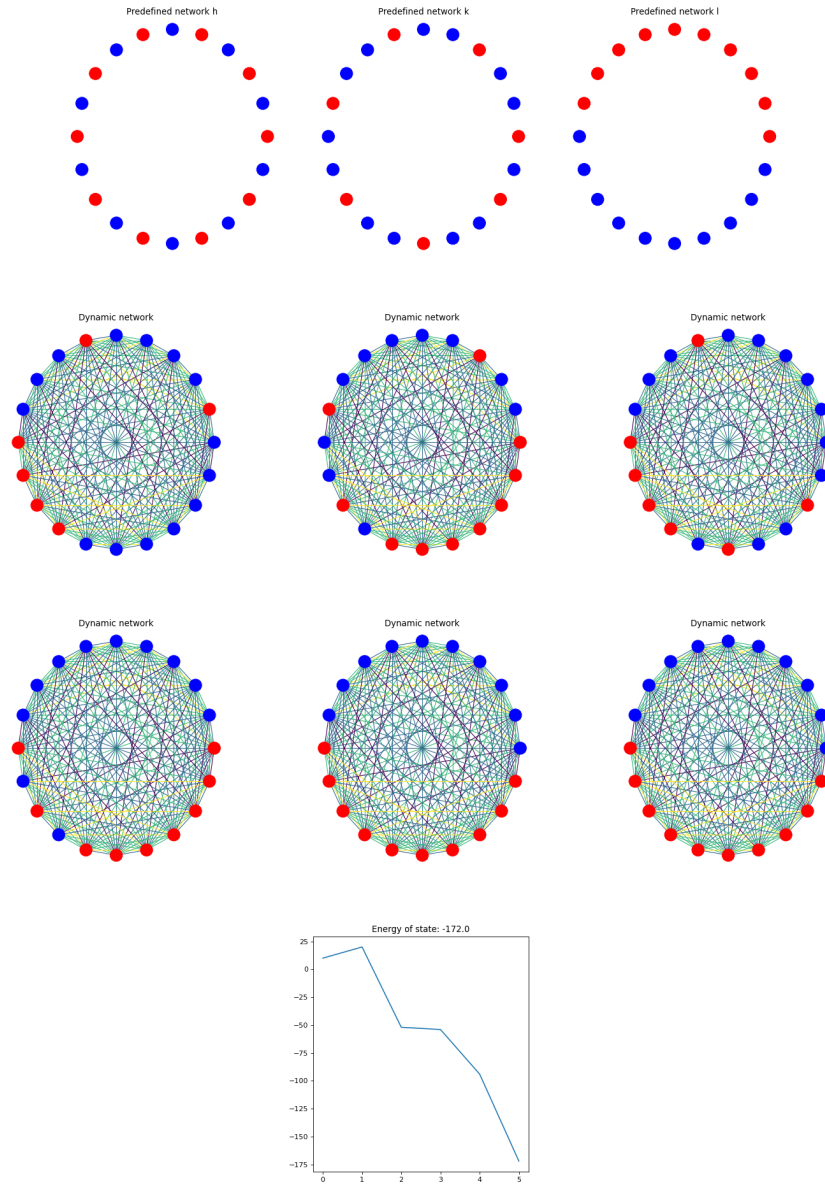 Predefined network h
Predefined network k
Predefined network l
Dynamic network
Dynamic network
Dynamic network
Dynamic network
Dynamic network
Dynamic network
Energy of state: -172.0
25
0
−25
−50
−75
−100
−125
−150
−175
0 1 2 3 4 5